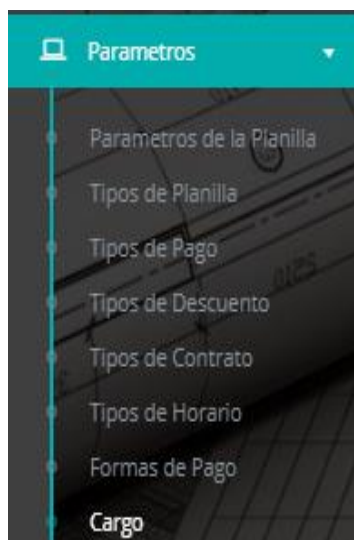 Parametros
Parametros de la Planilla
Tipos de Planilla
Tipos de Pago
Tipos de Descuento
Tipos de Contrato
Tipos de Horario
Formas de Pago
Cargo